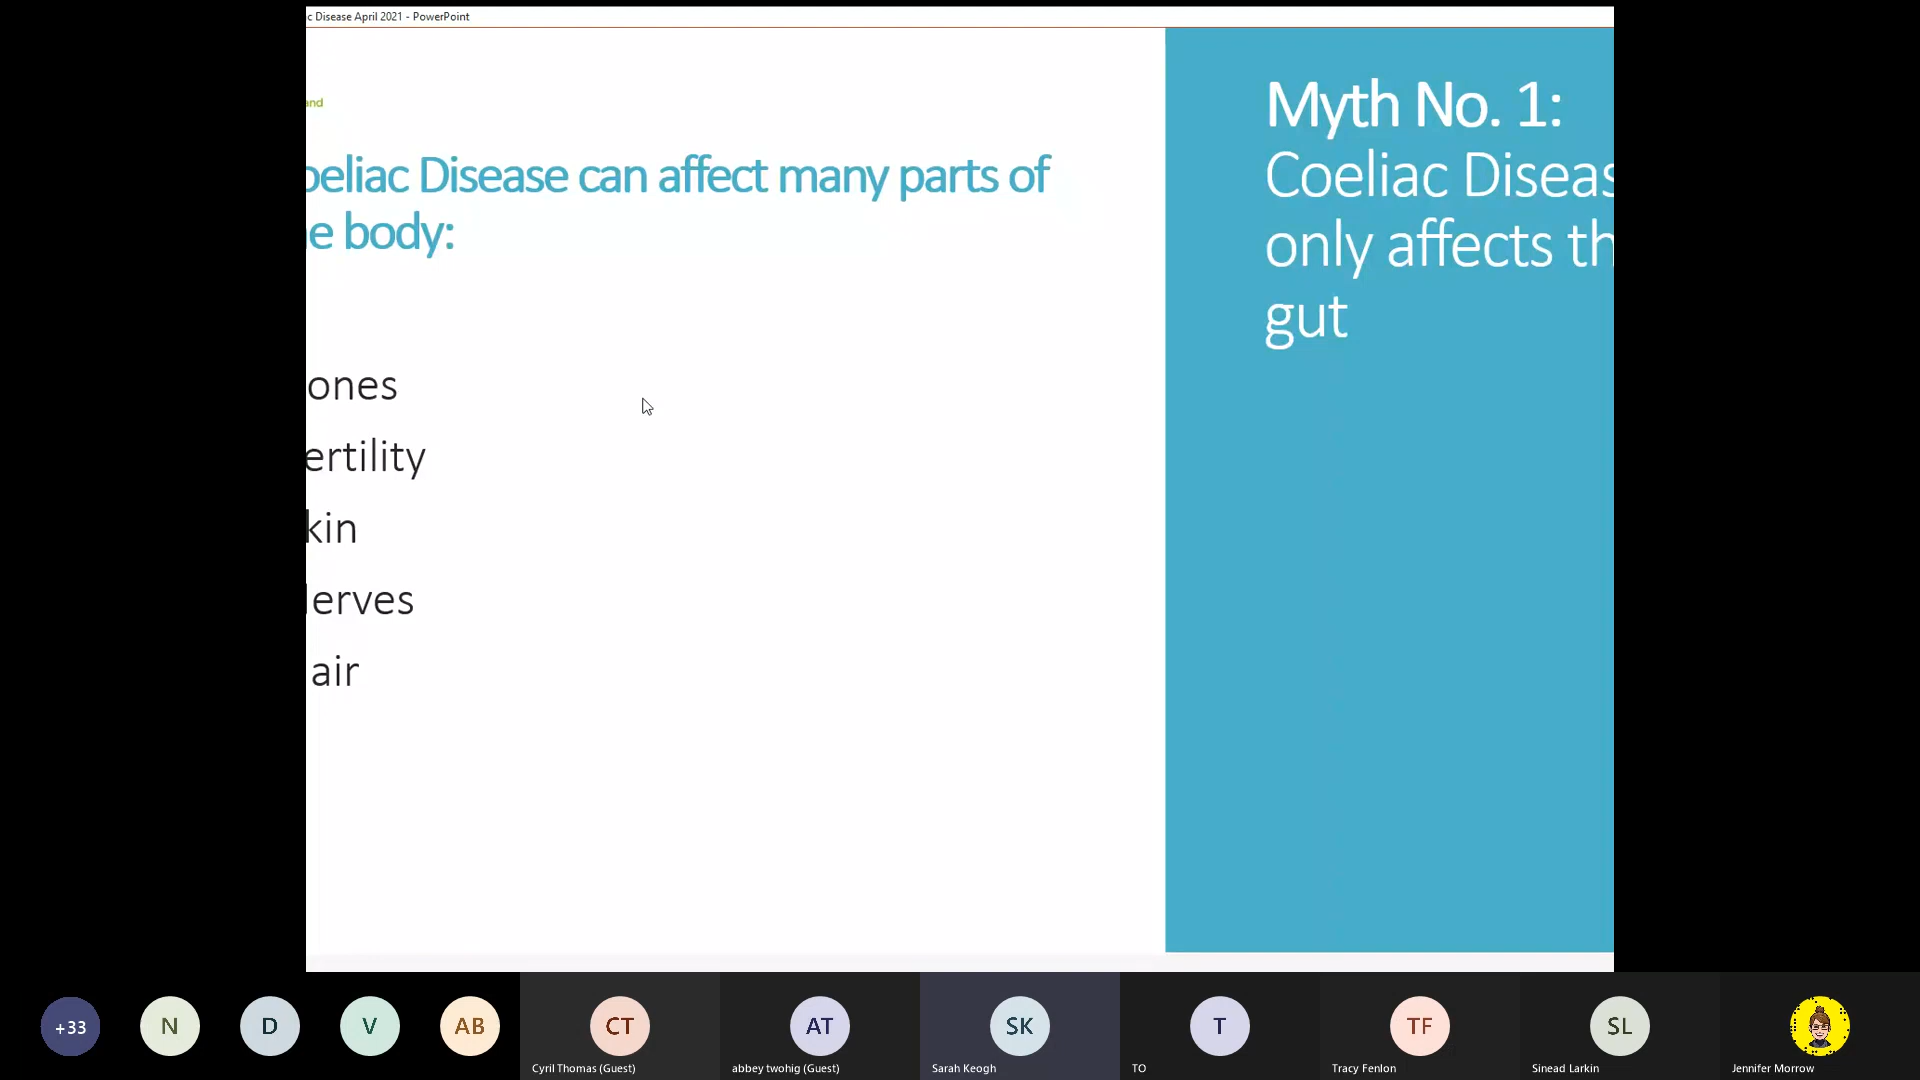 c Disease April 2021 - PowerPoint
and
oeliac Disease can affect many parts of
e body:
ones
ertility
kin
erves
air
Myth No. 1:
Coeliac Diseas
only affects th
gut
+33
N
D
V
AB
CT
Cyril Thomas (Guest)
AT
abbey twohig (Guest)
SK
Sarah Keogh
T
TO
TF
Tracy Fenlon
SL
Sinead Larkin
Jennifer Morrow